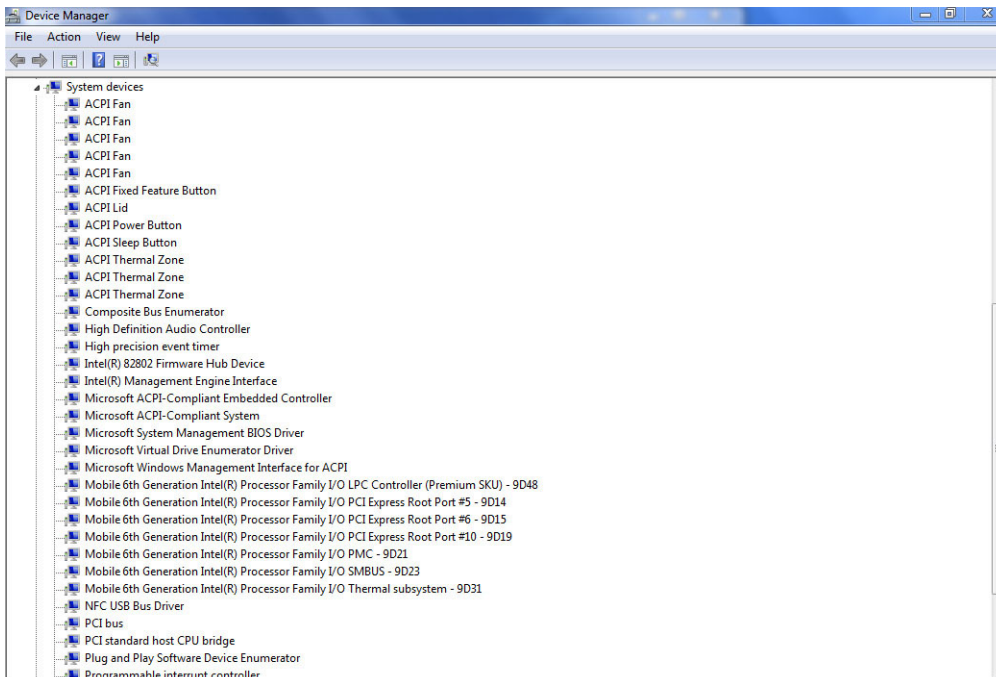 Device Manager
File Action View Help
System devices
ACPI Fan
ACPI Fan
ACPI Fan
ACPI Fan
ACPI Fan
ACPI Fixed Feature Button
ACPI Lid
ACPI Power Button
ACPI Sleep Button
ACPI Thermal Zone
ACPI Thermal Zone
ACPI Thermal Zone
Composite Bus Enumerator
High Definition Audio Controller
High precision event timer
Intel(R) 82802 Firmware Hub Device
Intel(R) Management Engine Interface
Microsoft ACPI-Compliant Embedded Controller
Microsoft ACPI-Compliant System
Microsoft System Management BIOS Driver
Microsoft Virtual Drive Enumerator Driver
Microsoft Windows Management Interface for ACPI
Mobile 6th Generation Intel(R) Processor Family I/O LPC Controller (Premium SKU) - 9D48
Mobile 6th Generation Intel(R) Processor Family I/O PCI Express Root Port #5 - 9D14
Mobile 6th Generation Intel(R) Processor Family I/O PCI Express Root Port #6 - 9D15
Mobile 6th Generation Intel(R) Processor Family I/O PCI Express Root Port #10 - 9D19
Mobile 6th Generation Intel(R) Processor Family I/O PMC - 9D21
Mobile 6th Generation Intel(R) Processor Family I/O SMBUS - 9D23
Mobile 6th Generation Intel(R) Processor Family I/O Thermal subsystem - 9D31
NFC USB Bus Driver
PCI bus
PCI standard host CPU bridge
Plug and Play Software Device Enumerator
Programmable interrupt controller